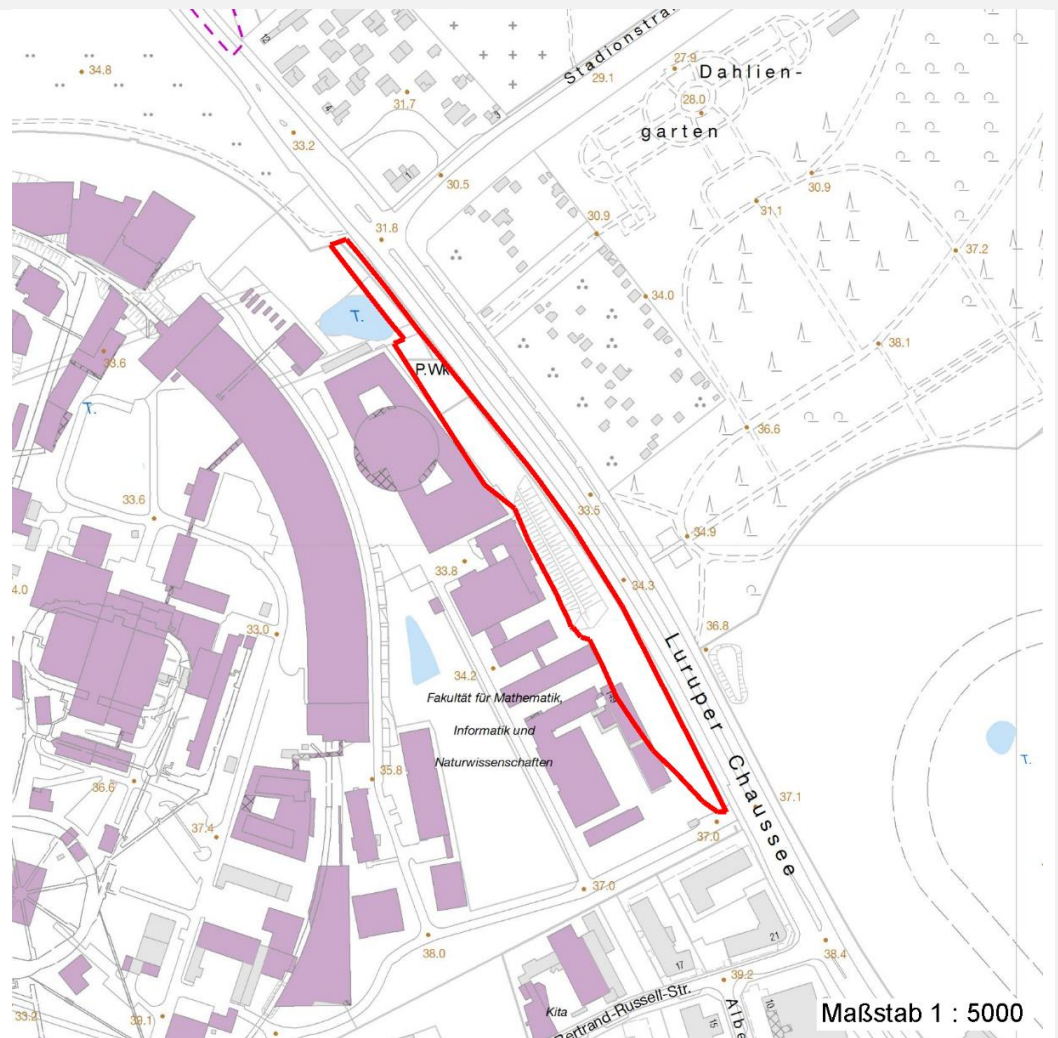 12
Stadionstra
29.1
27.9
Dahlien-
34.8
28.0
31.7
4
3
garten
33.2
1
30.5
30.9
31.1
30.9
31.8
37.2
34.0
T.
38.1
33.6
P.Wk
T.
36.6
33.6
33.5
34.9
33.8
34.3
4.0
33.0
36.8
34.2
Luruper Chaussee
Fakultät für Mathematik,
Informatik und
Naturwissenschaften
T.
35.8
36.6
37.1
37.4
37.0
37.0
38.0
21
38.4
17
39.2
Bertrand-Russell-Str.
Kita
Albe
10
15
33.2
39.1
Maßstab 1 : 5000